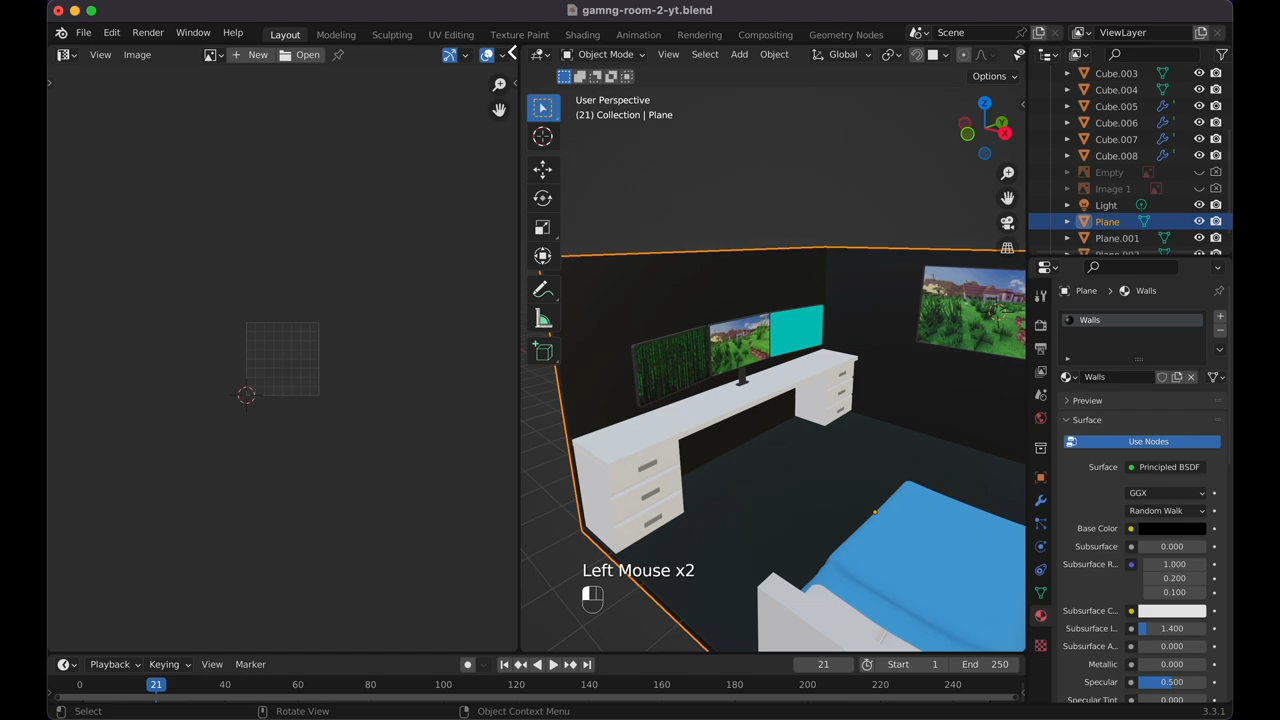 gamng-room-2-yt.blend
File Edit Render Window Help Layout Modeling Sculpting UV Editing Texture Paint Shading Animation Rendering Compositing Geometry Nodes Scene ViewLayer
View Image New Open Object Mode View Select Add Object Global
Options
User Perspective
(21) Collection | Plane
Z
Y
X
Cube.003
Cube.004
Cube.005
Cube.006
Cube.007
Cube.008
Empty
Image 1
Light
Plane
Plane.001
Plane > Walls
Walls
Walls
Preview
Surface
Use Nodes
Surface Principled BSDF
GGX
Random Walk
Base Color
Subsurface 0.000
Subsurface R... 1.000
0.200
0.100
Subsurface C...
Subsurface I... 1.400
Subsurface A... 0.000
Metallic 0.000
Specular 0.500
Specular Tint 0.000
Left Mouse x2
Playback Keying View Marker 21 Start 1 End 250
0 21 40 60 80 100 120 140 160 180 200 220 240
Select Rotate View Object Context Menu 3.3.1